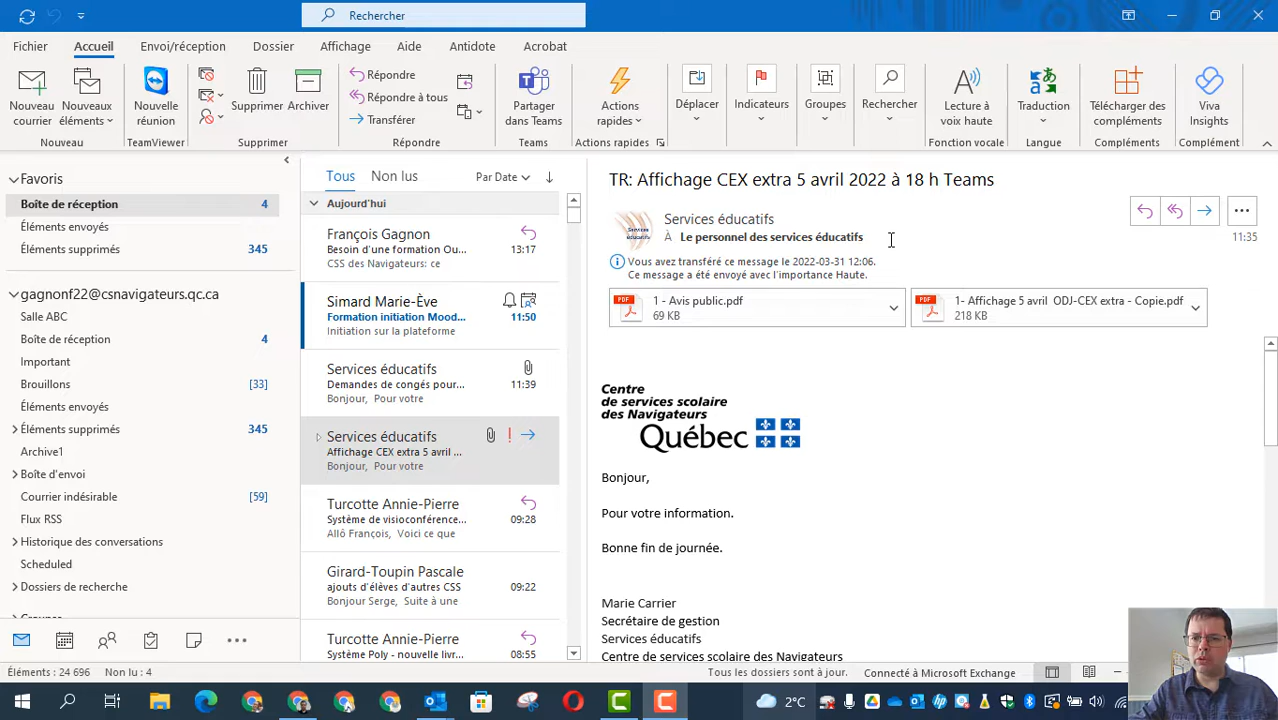 Rechercher
Fichier Accueil Envoi/réception Dossier Affichage Aide Antidote Acrobat
Nouveau courrier
Nouveaux éléments
Nouvelle réunion
Supprimer
Archiver
Répondre
Répondre à tous
Transférer
Partager dans Teams
Actions rapides
Déplacer
Indicateurs
Groupes
Rechercher
Lecture à voix haute
Traduction
Télécharger des compléments
Viva Insights
Nouveau TeamViewer Supprimer Répondre Teams Actions rapides Fonction vocale Langue Compléments Complément
Favoris
Boîte de réception 4
Éléments envoyés
Éléments supprimés 345
gagnonf22@csnavigateurs.qc.ca
Salle ABC
Boîte de réception 4
Important
Brouillons [33]
Éléments envoyés
Éléments supprimés 345
Archive1
Boîte d'envoi
Courrier indésirable [59]
Flux RSS
Historique des conversations
Scheduled
Dossiers de recherche
Tous Non lus Par Date
Aujourd'hui
François Gagnon
Besoin d'une formation Ou... 13:17
CSS des Navigateurs: ce
Simard Marie-Ève
Formation initiation Mood... 11:50
Initiation sur la plateforme
Services éducatifs
Demandes de congés pour... 11:39
Bonjour, Pour votre
Services éducatifs
Affichage CEX extra 5 avril ...
Bonjour, Pour votre
Turcotte Annie-Pierre
Système de visioconférence... 09:28
Allô François, Voici ce que
Girard-Toupin Pascale
ajouts d'élèves d'autres CSS 09:22
Bonjour Serge, Suite à une
Turcotte Annie-Pierre
Système Poly - nouvelle livr... 08:55
TR: Affichage CEX extra 5 avril 2022 à 18 h Teams
Services éducatifs
À Le personnel des services éducatifs
11:35
Vous avez transféré ce message le 2022-03-31 12:06.
Ce message a été envoyé avec l'importance Haute.
1 - Avis public.pdf
69 KB
1- Affichage 5 avril ODJ-CEX extra - Copie.pdf
218 KB
Centre
de services scolaire
des Navigateurs
Québec
Bonjour,
Pour votre information.
Bonne fin de journée.
Marie Carrier
Secrétaire de gestion
Services éducatifs
Centre de services scolaire des Navigateurs
Éléments : 24 696 Non lu : 4 Tous les dossiers sont à jour. Connecté à Microsoft Exchange
2°C